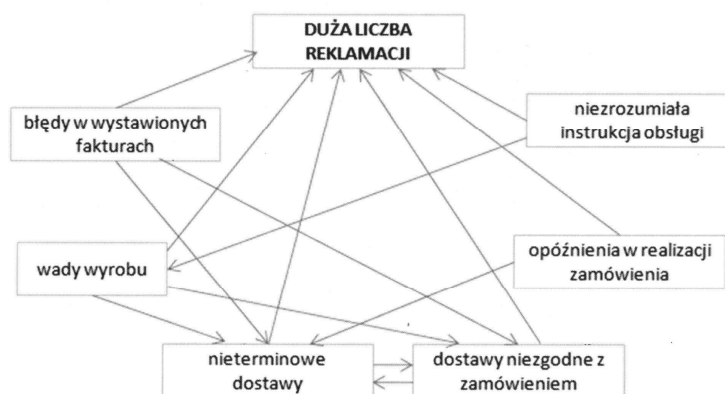 DUŻA LICZBA
REKLAMACJI
błędy w wystawionych
fakturach
niezrozumiała
instrukcja obsługi
wady wyrobu
opóźnienia w realizacji
zamówienia
nieterminowe
dostawy
dostawy niezgodne z
zamówieniem